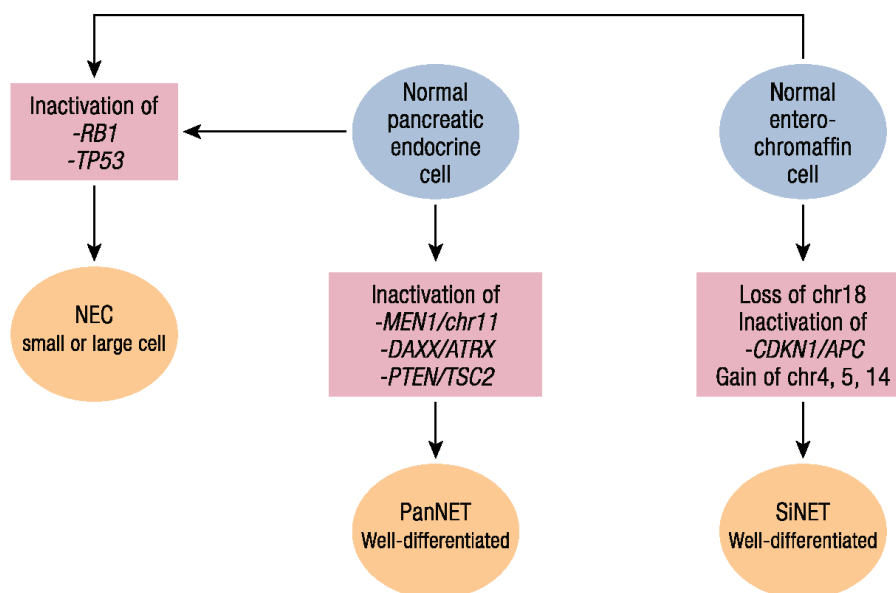 Inactivation of
-RB1
-TP53
Normal
pancreatic
endocrine
cell
Normal
entero-
chromaffin
cell
NEC
small or large cell
Inactivation of
-MEN1/chr11
-DAXX/ATRX
-PTEN/TSC2
Loss of chr18
Inactivation of
-CDKN1/APC
Gain of chr4, 5, 14
PanNET
Well-differentiated
SiNET
Well-differentiated